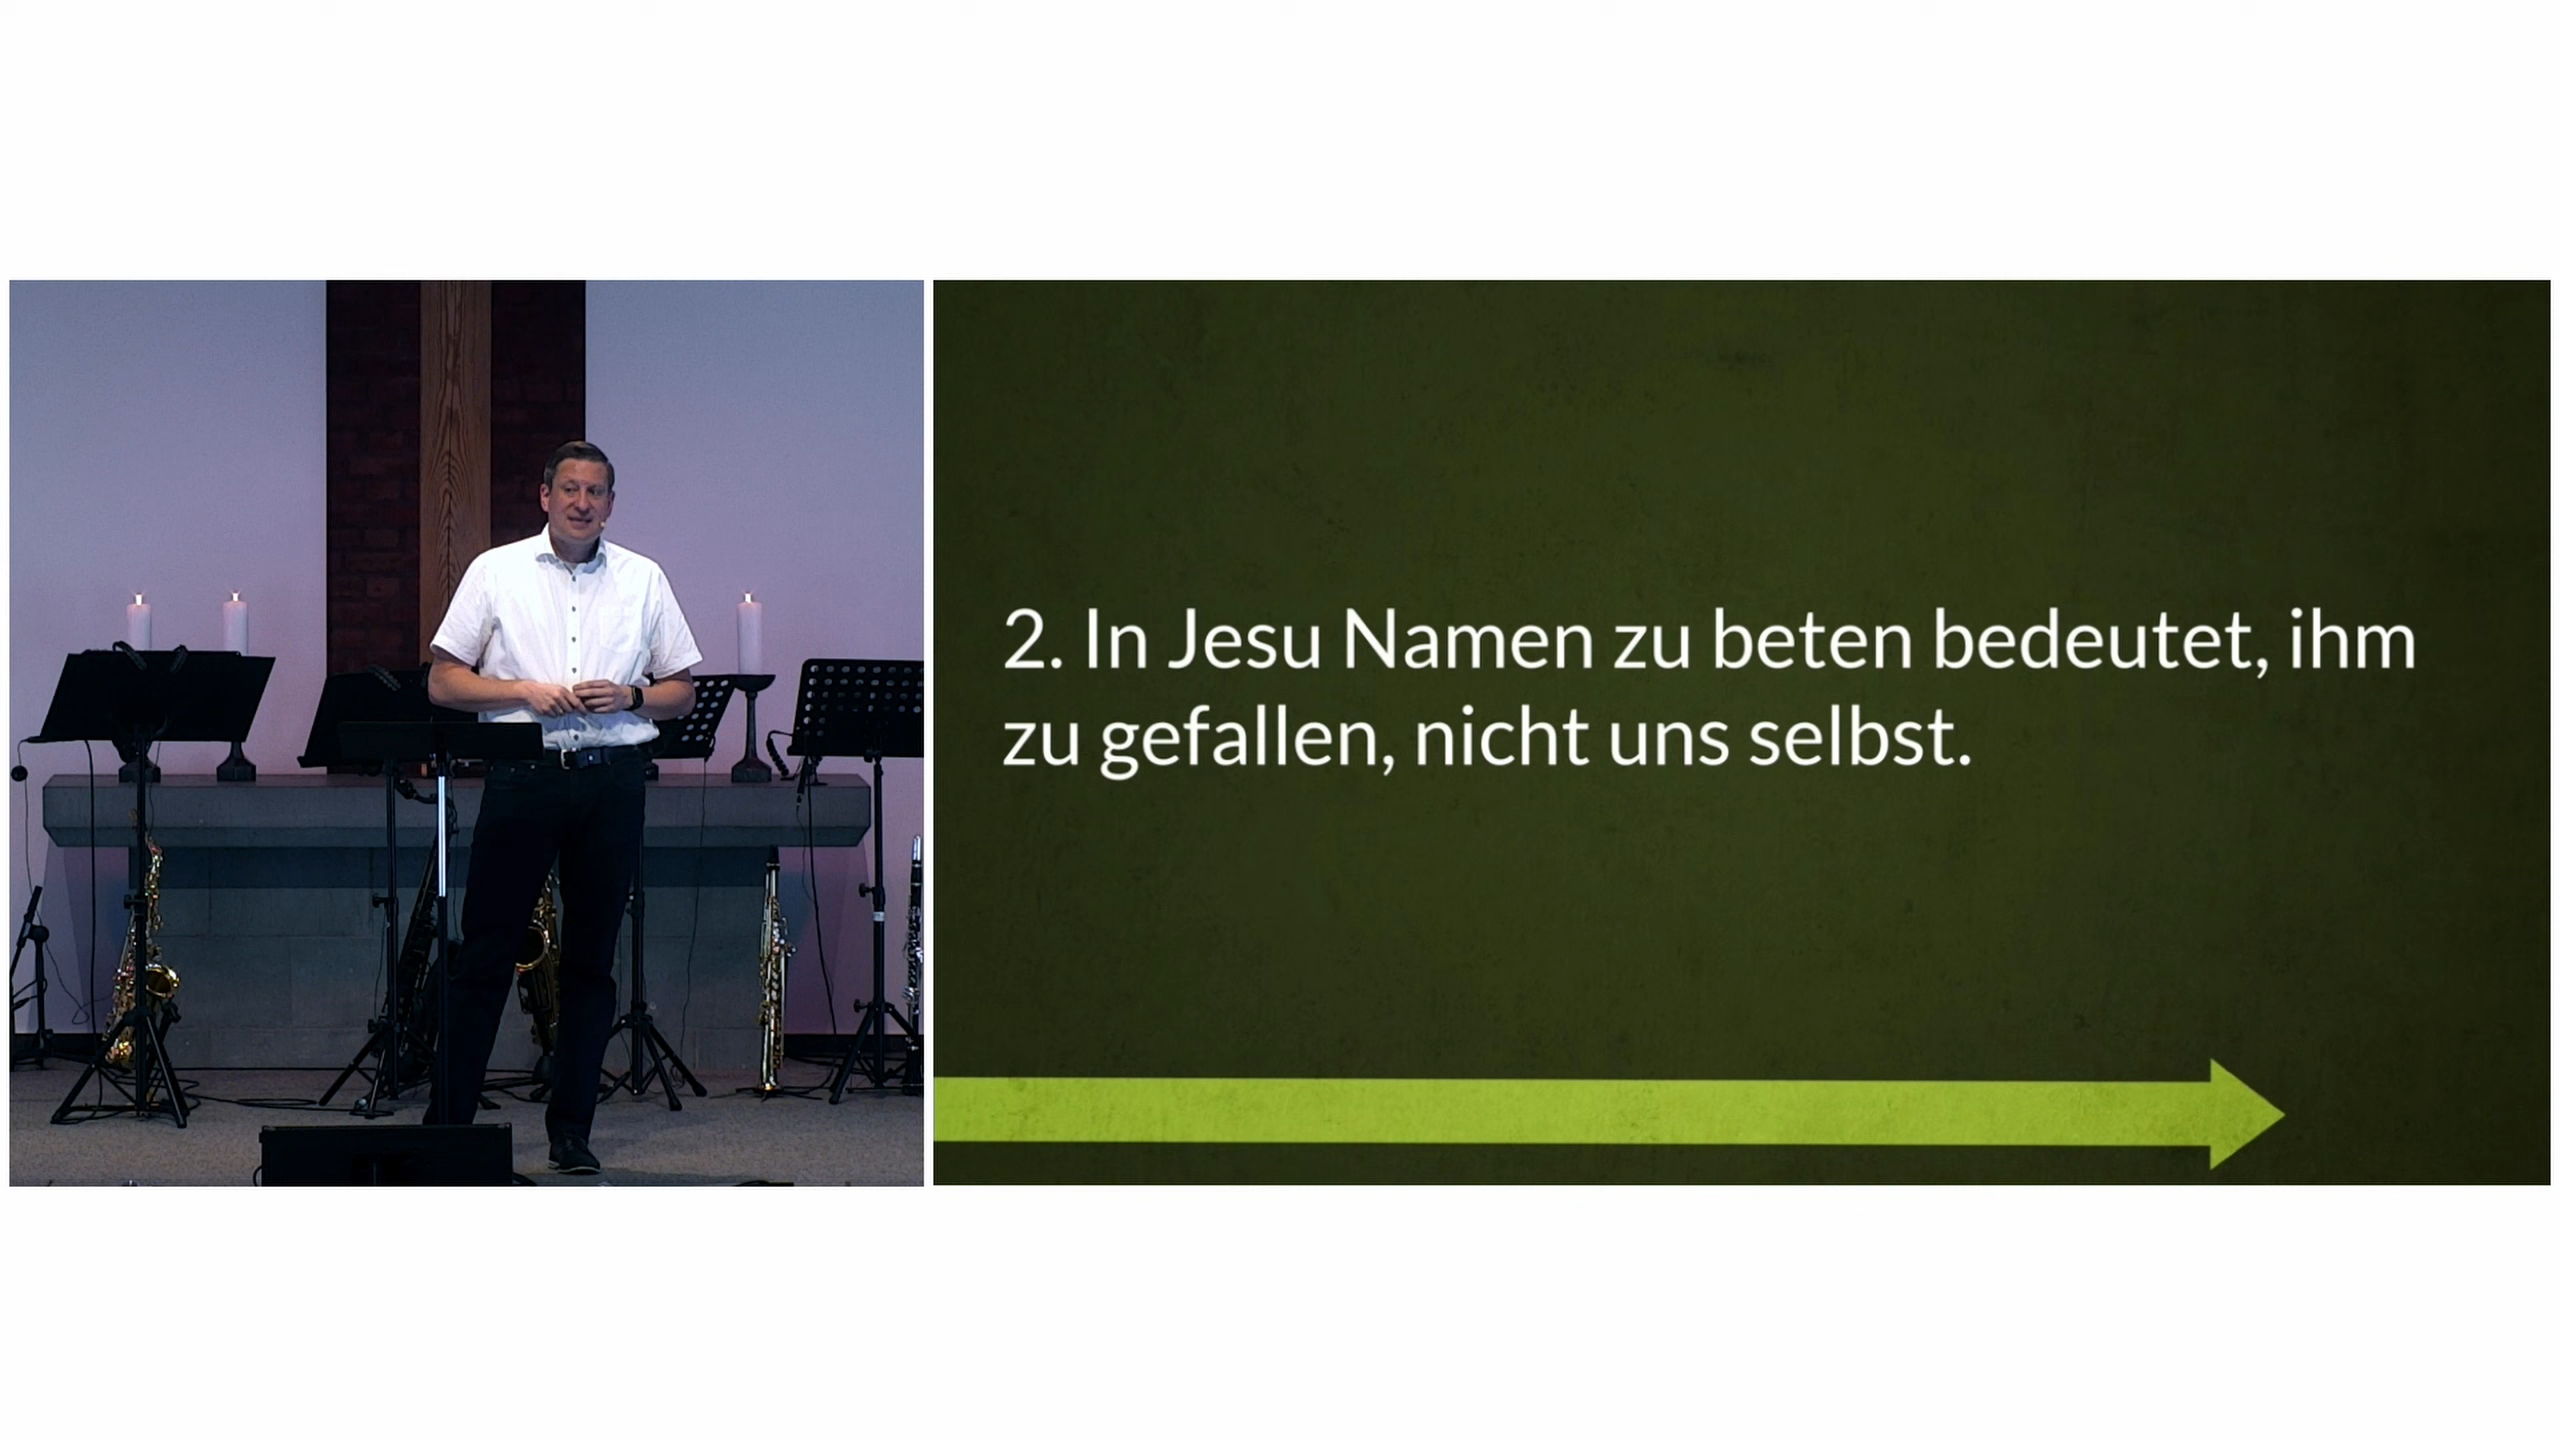 2. In Jesu Namen zu beten bedeutet, ihm
zu gefallen, nicht uns selbst.